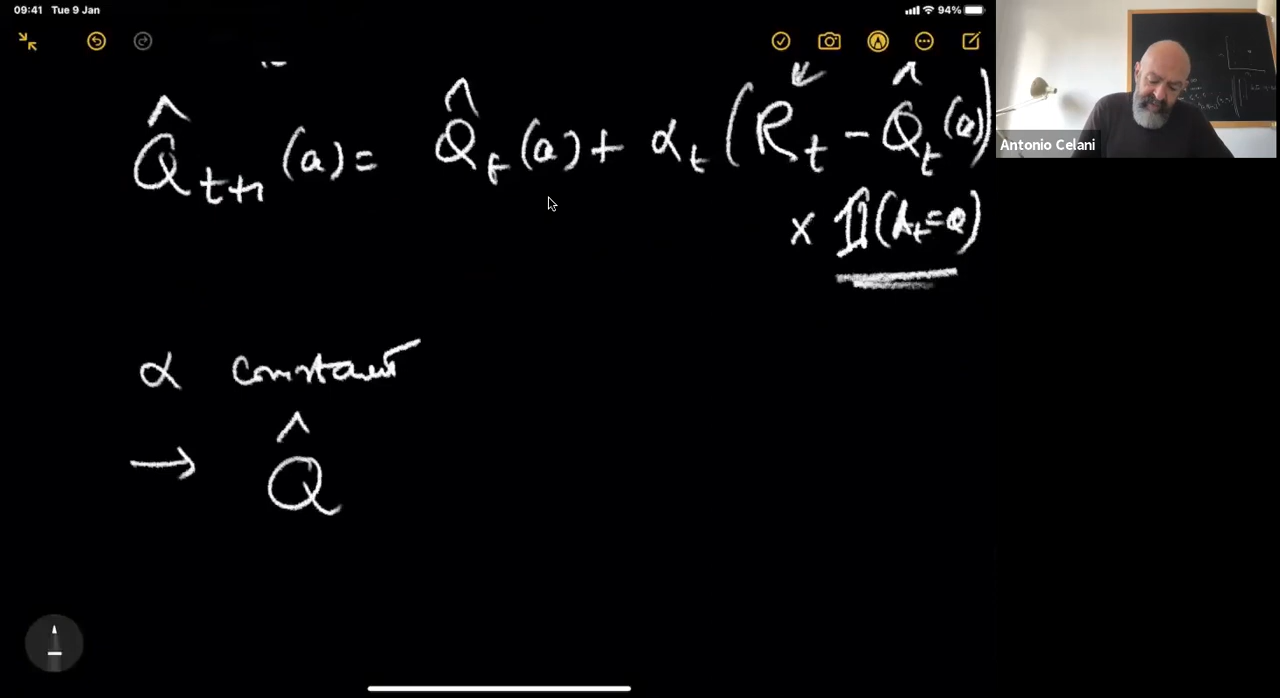 09:41 Tue 9 Jan 94%
Antonio Celani
Q̂_{t+1}(a) = Q̂_t(a) + α_t (R_t - Q̂_t(a))
× 𝟙(A_t = a)
α constant
→ Q̂